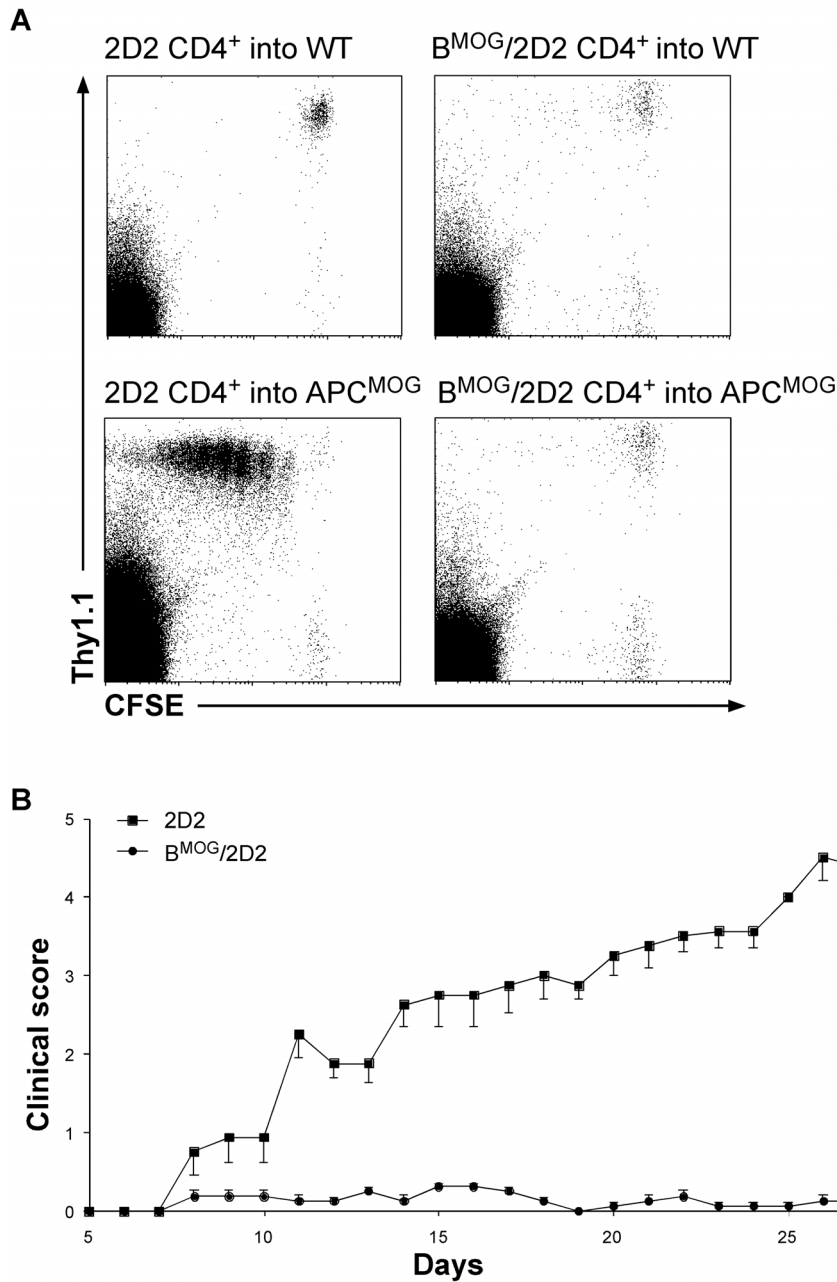 A
2D2 CD4⁺ into WT
Bᴹᴼᴳ/2D2 CD4⁺ into WT
2D2 CD4⁺ into APCᴹᴼᴳ
Bᴹᴼᴳ/2D2 CD4⁺ into APCᴹᴼᴳ
Thy1.1
CFSE
B
2D2
Bᴹᴼᴳ/2D2
Clinical score
5
4
3
2
1
0
5 10 15 20 25
Days